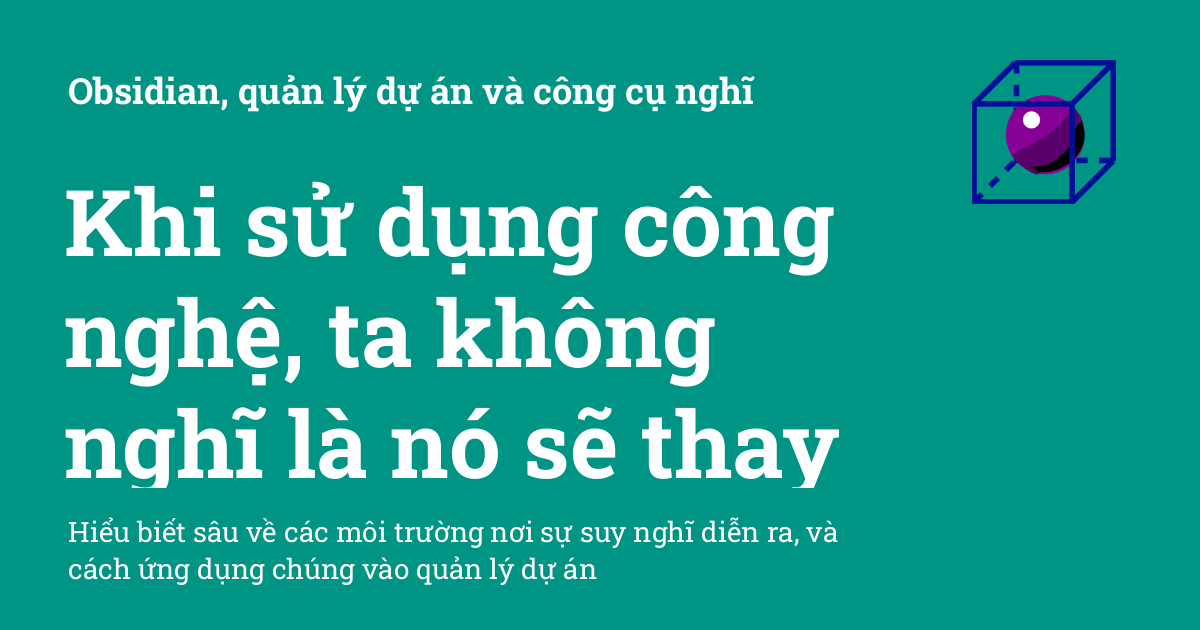 Obsidian, quản lý dự án và công cụ nghĩ
Khi sử dụng công
nghệ, ta không
nghĩ là nó sẽ thay
Hiểu biết sâu về các môi trường nơi sự suy nghĩ diễn ra, và
cách ứng dụng chúng vào quản lý dự án